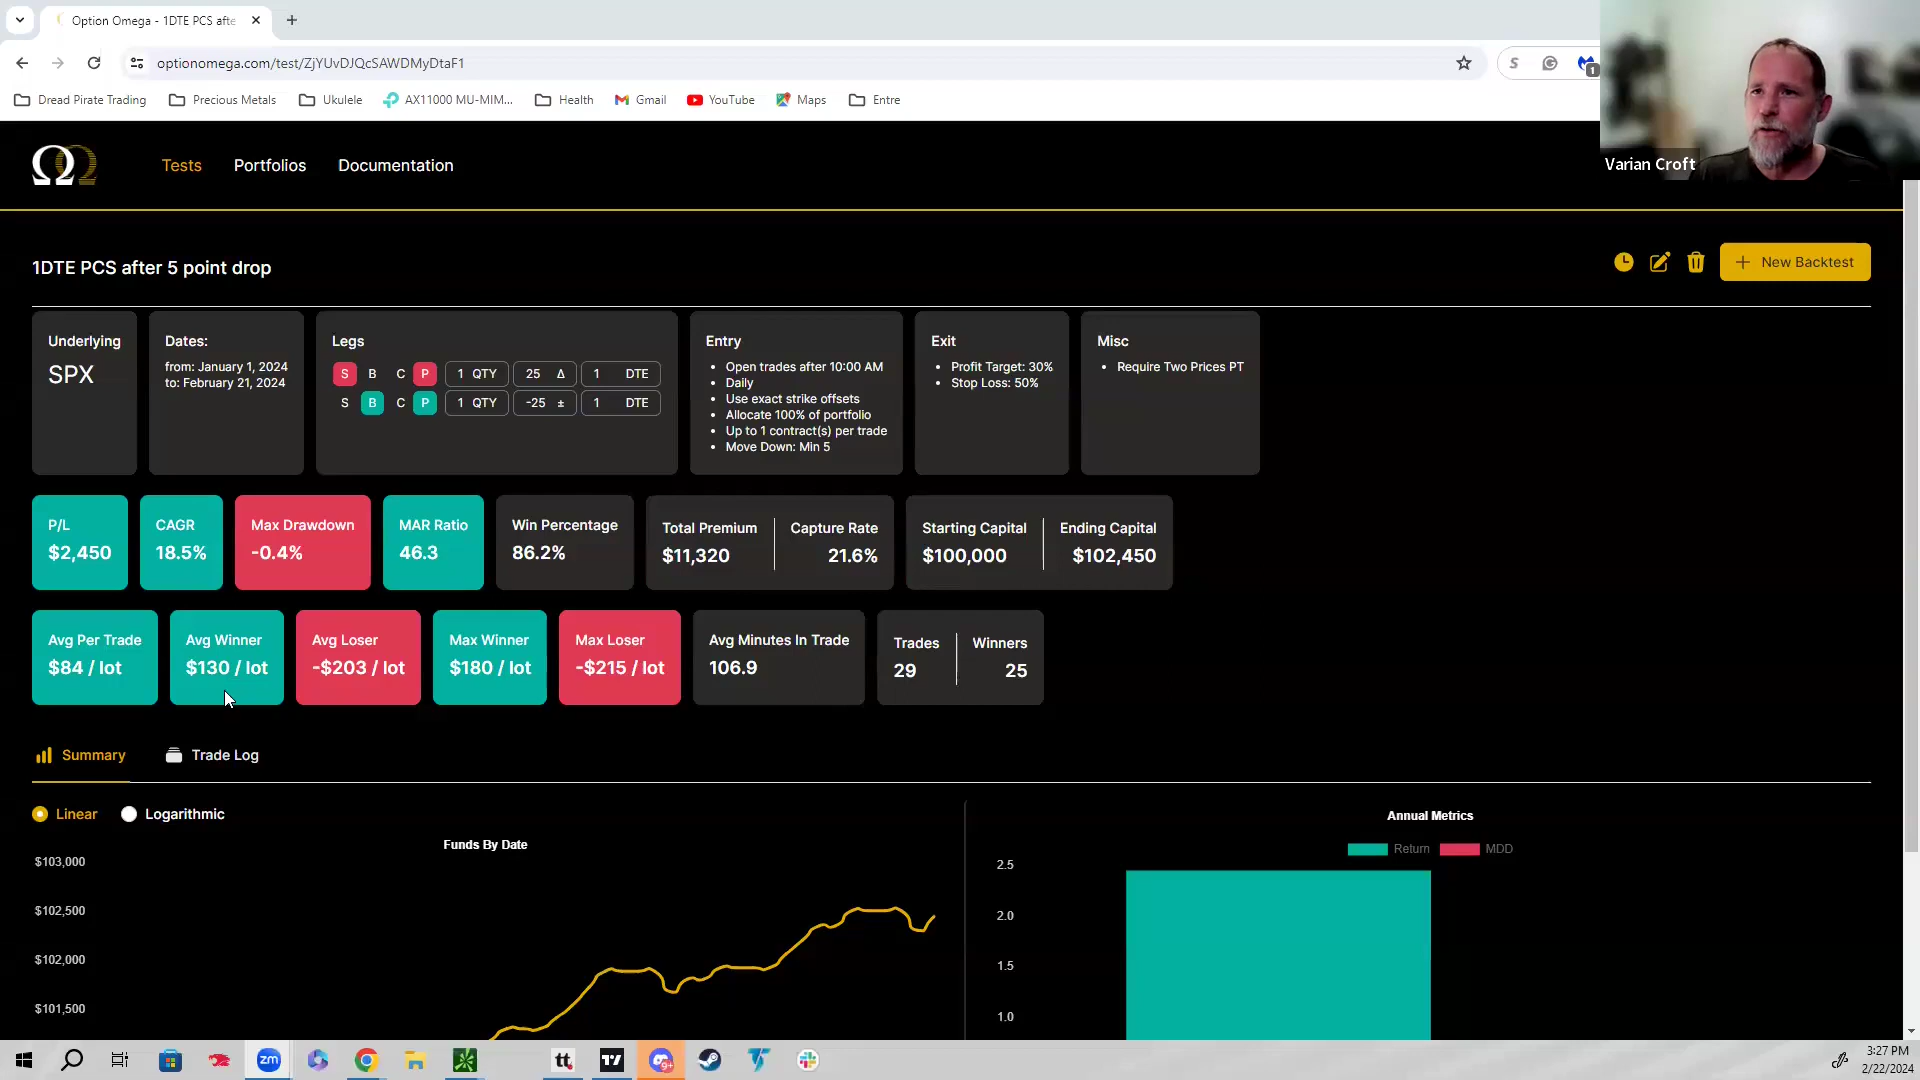 Option Omega - 1DTE PCS afte
optionomega.com/test/ZjYUvDJQcSAWDMyDtaF1
Dread Pirate Trading
Precious Metals
Ukulele
AX11000 MU-MIM...
Health
Gmail
YouTube
Maps
Entre
1
Varian Croft
Tests
Portfolios
Documentation
1DTE PCS after 5 point drop
+ New Backtest
Underlying
SPX
Dates:
from: January 1, 2024
to: February 21, 2024
Legs
S B C P 1 QTY 25 Δ 1 DTE
S B C P 1 QTY -25 ± 1 DTE
Entry
• Open trades after 10:00 AM
• Daily
• Use exact strike offsets
• Allocate 100% of portfolio
• Up to 1 contract(s) per trade
• Move Down: Min 5
Exit
• Profit Target: 30%
• Stop Loss: 50%
Misc
• Require Two Prices PT
P/L
$2,450
CAGR
18.5%
Max Drawdown
-0.4%
MAR Ratio
46.3
Win Percentage
86.2%
Total Premium
$11,320
Capture Rate
21.6%
Starting Capital
$100,000
Ending Capital
$102,450
Avg Per Trade
$84 / lot
Avg Winner
$130 / lot
Avg Loser
-$203 / lot
Max Winner
$180 / lot
Max Loser
-$215 / lot
Avg Minutes In Trade
106.9
Trades
29
Winners
25
Summary
Trade Log
Linear
Logarithmic
Funds By Date
$103,000
$102,500
$102,000
$101,500
Annual Metrics
Return
MDD
2.5
2.0
1.5
1.0
zm
tt
9+
3:27 PM
2/22/2024